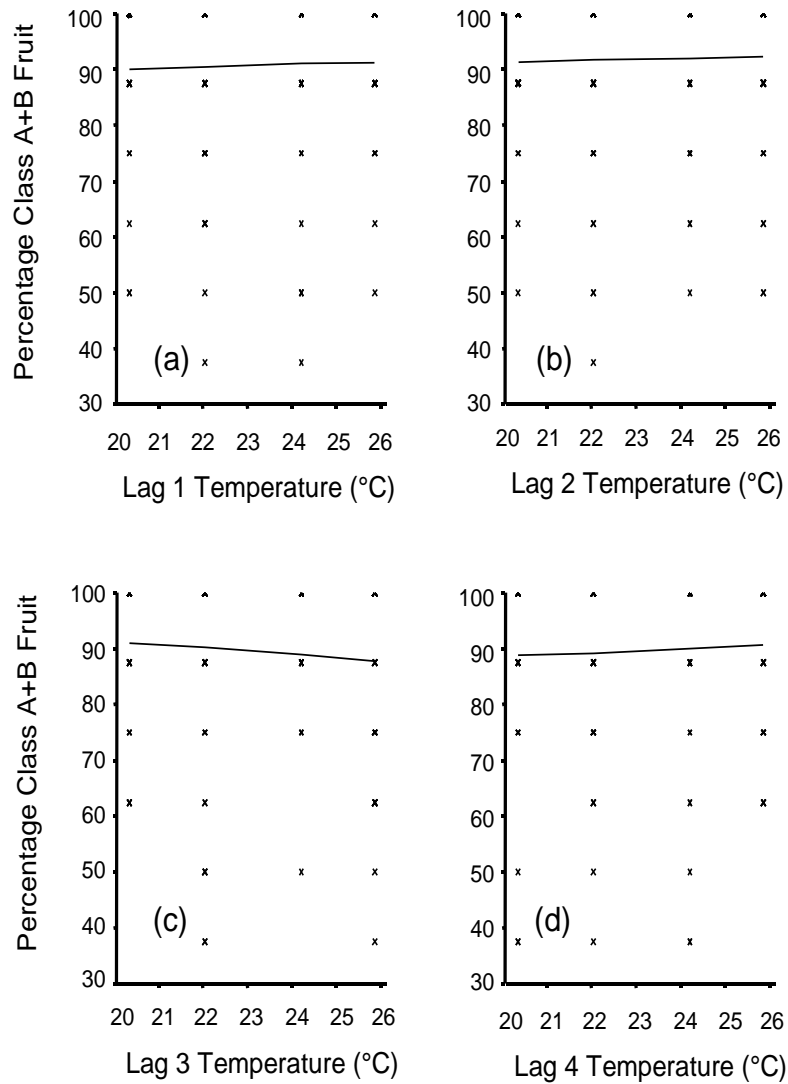 Percentage Class A+B Fruit
100
90
80
70
60
50
40
30
(a)
20 21 22 23 24 25 26
Lag 1 Temperature (°C)
100
90
80
70
60
50
40
30
(b)
20 21 22 23 24 25 26
Lag 2 Temperature (°C)
Percentage Class A+B Fruit
100
90
80
70
60
50
40
30
(c)
20 21 22 23 24 25 26
Lag 3 Temperature (°C)
100
90
80
70
60
50
40
30
(d)
20 21 22 23 24 25 26
Lag 4 Temperature (°C)